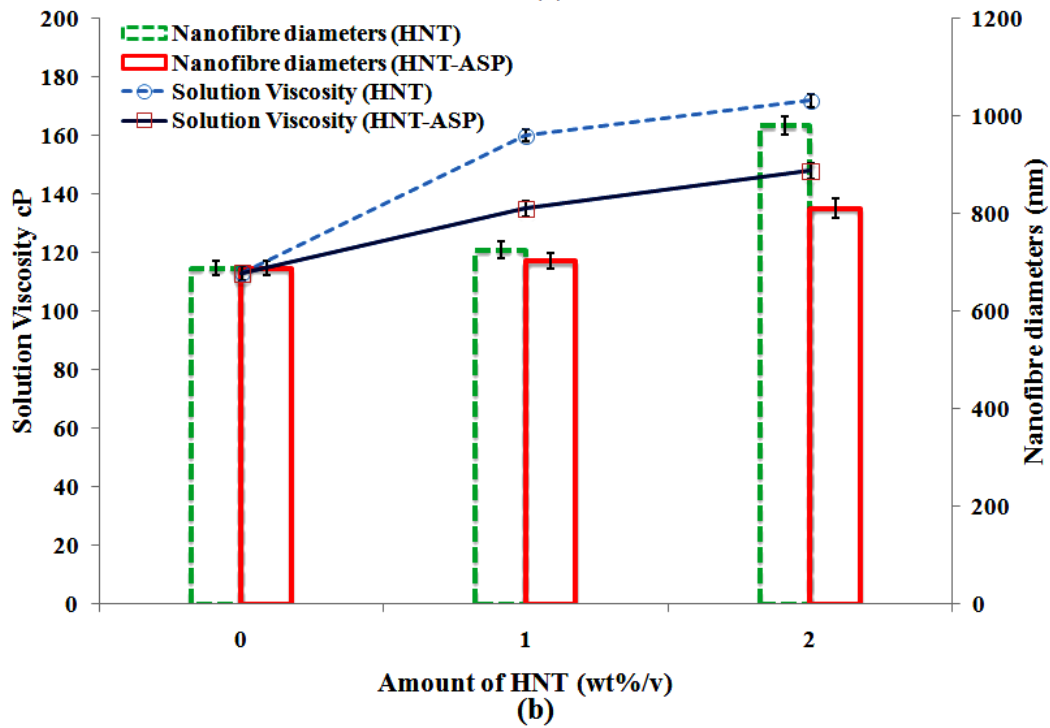 200
180
160
140
120
100
80
60
40
20
0
Solution Viscosity cP
Nanofibre diameters (HNT)
Nanofibre diameters (HNT-ASP)
Solution Viscosity (HNT)
Solution Viscosity (HNT-ASP)
1200
1000
800
600
400
200
0
Nanofibre diameters (nm)
0
1
2
Amount of HNT (wt%/v)
(b)